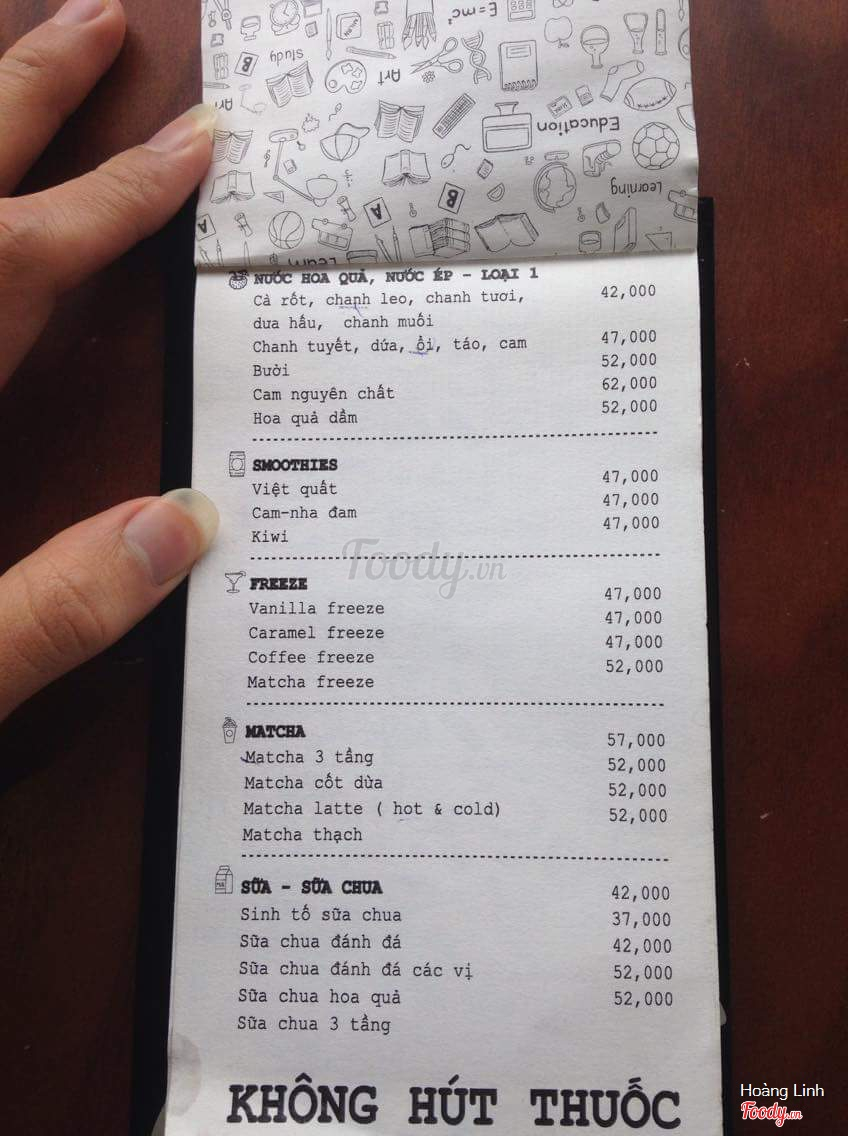 E=mc²
B
Study
Art
Art
Education
Learning
A
B
Learn
NƯỚC HOA QUẢ, NƯỚC ÉP - LOẠI 1
Cà rốt, chanh leo, chanh tươi, 42,000
dưa hấu, chanh muối
Chanh tuyết, dứa, ổi, táo, cam 47,000
Bưởi 52,000
Cam nguyên chất 62,000
Hoa quả dầm 52,000
SMOOTHIES
Việt quất 47,000
Cam-nha đam 47,000
Kiwi 47,000
Foody.vn
FREEZE
Vanilla freeze 47,000
Caramel freeze 47,000
Coffee freeze 47,000
Matcha freeze 52,000
MATCHA
Matcha 3 tầng 57,000
Matcha cốt dừa 52,000
Matcha latte ( hot & cold) 52,000
Matcha thạch 52,000
SỮA - SỮA CHUA
Sinh tố sữa chua 42,000
Sữa chua đánh đá 37,000
Sữa chua đánh đá các vị 42,000
Sữa chua hoa quả 52,000
Sữa chua 3 tầng 52,000
KHÔNG HÚT THUỐC
Hoàng Linh
Foody.vn